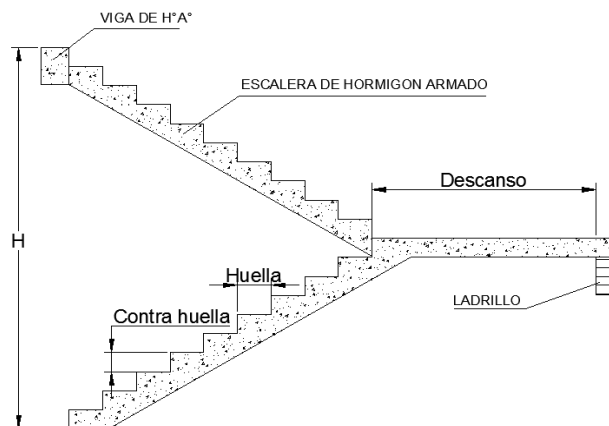 VIGA DE H°A°
ESCALERA DE HORMIGON ARMADO
Descanso
H
Huella
LADRILLO
Contra huella